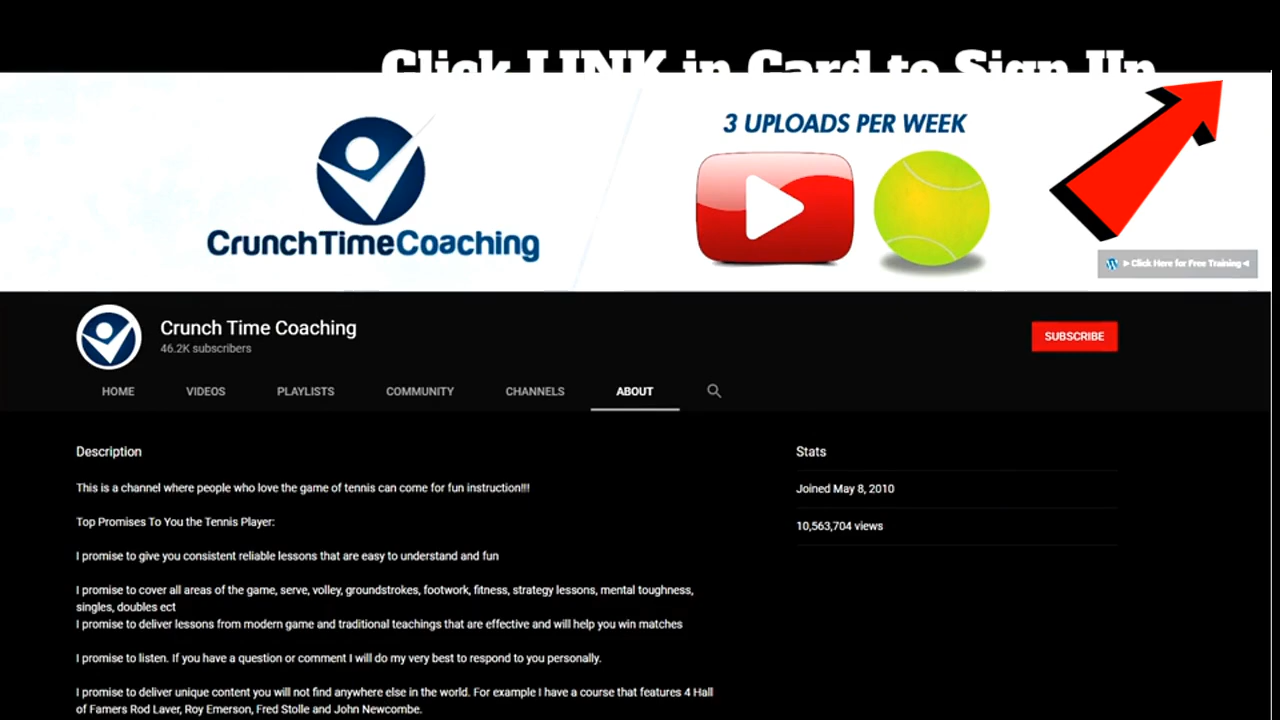 Click LINK in Card to Sign Up
3 UPLOADS PER WEEK
CrunchTimeCoaching
►Click Here for Free Training◄
Crunch Time Coaching
46.2K subscribers
SUBSCRIBE
HOME VIDEOS PLAYLISTS COMMUNITY CHANNELS ABOUT
Description
Stats
This is a channel where people who love the game of tennis can come for fun instruction!!!
Joined May 8, 2010
Top Promises To You the Tennis Player:
10,563,704 views
I promise to give you consistent reliable lessons that are easy to understand and fun
I promise to cover all areas of the game, serve, volley, groundstrokes, footwork, fitness, strategy lessons, mental toughness,
singles, doubles ect
I promise to deliver lessons from modern game and traditional teachings that are effective and will help you win matches
I promise to listen. If you have a question or comment I will do my very best to respond to you personally.
I promise to deliver unique content you will not find anywhere else in the world. For example I have a course that features 4 Hall
of Famers Rod Laver, Roy Emerson, Fred Stolle and John Newcombe.